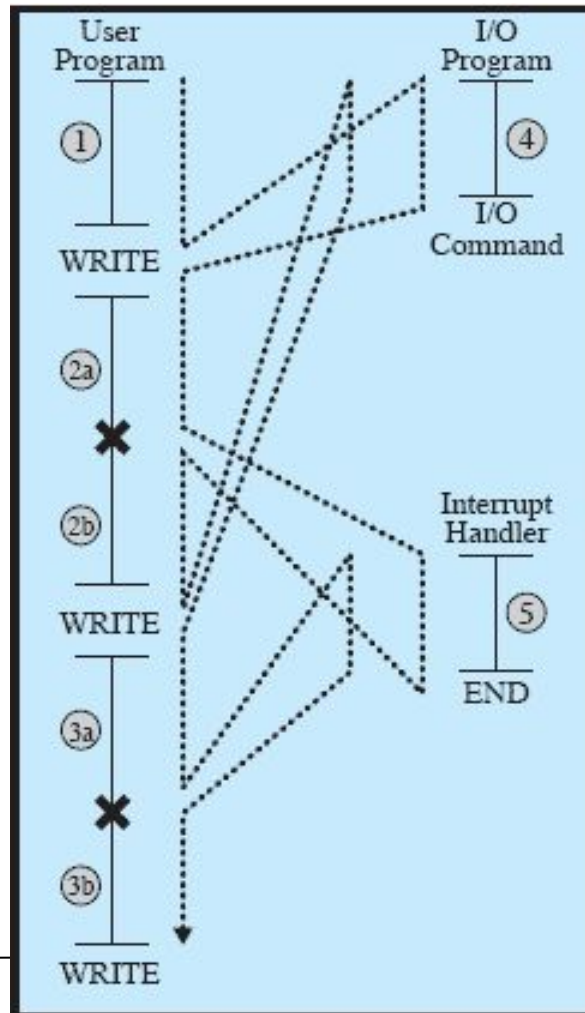 User
Program
1
WRITE
2a
2b
WRITE
3a
3b
WRITE
I/O
Program
4
I/O
Command
Interrupt
Handler
5
END